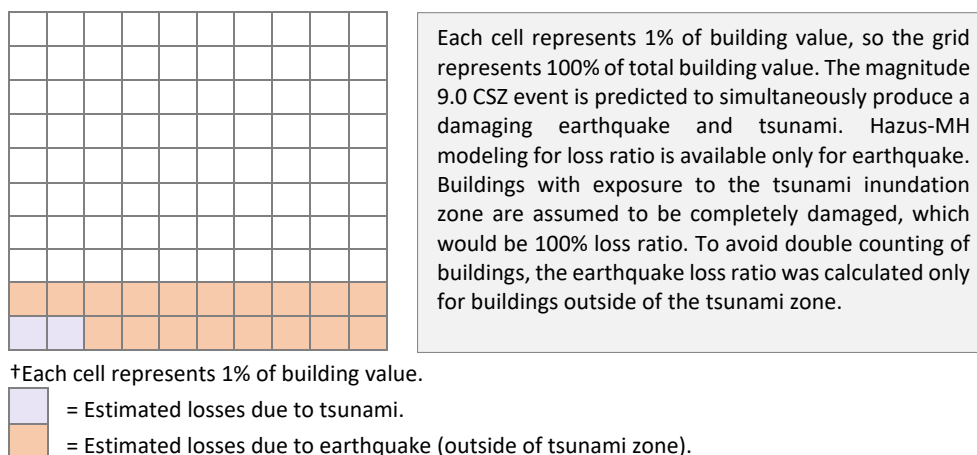 Each cell represents 1% of building value, so the grid
represents 100% of total building value. The magnitude
9.0 CSZ event is predicted to simultaneously produce a
damaging earthquake and tsunami. Hazus-MH
modeling for loss ratio is available only for earthquake.
Buildings with exposure to the tsunami inundation
zone are assumed to be completely damaged, which
would be 100% loss ratio. To avoid double counting of
buildings, the earthquake loss ratio was calculated only
for buildings outside of the tsunami zone.
†Each cell represents 1% of building value.
= Estimated losses due to tsunami.
= Estimated losses due to earthquake (outside of tsunami zone).